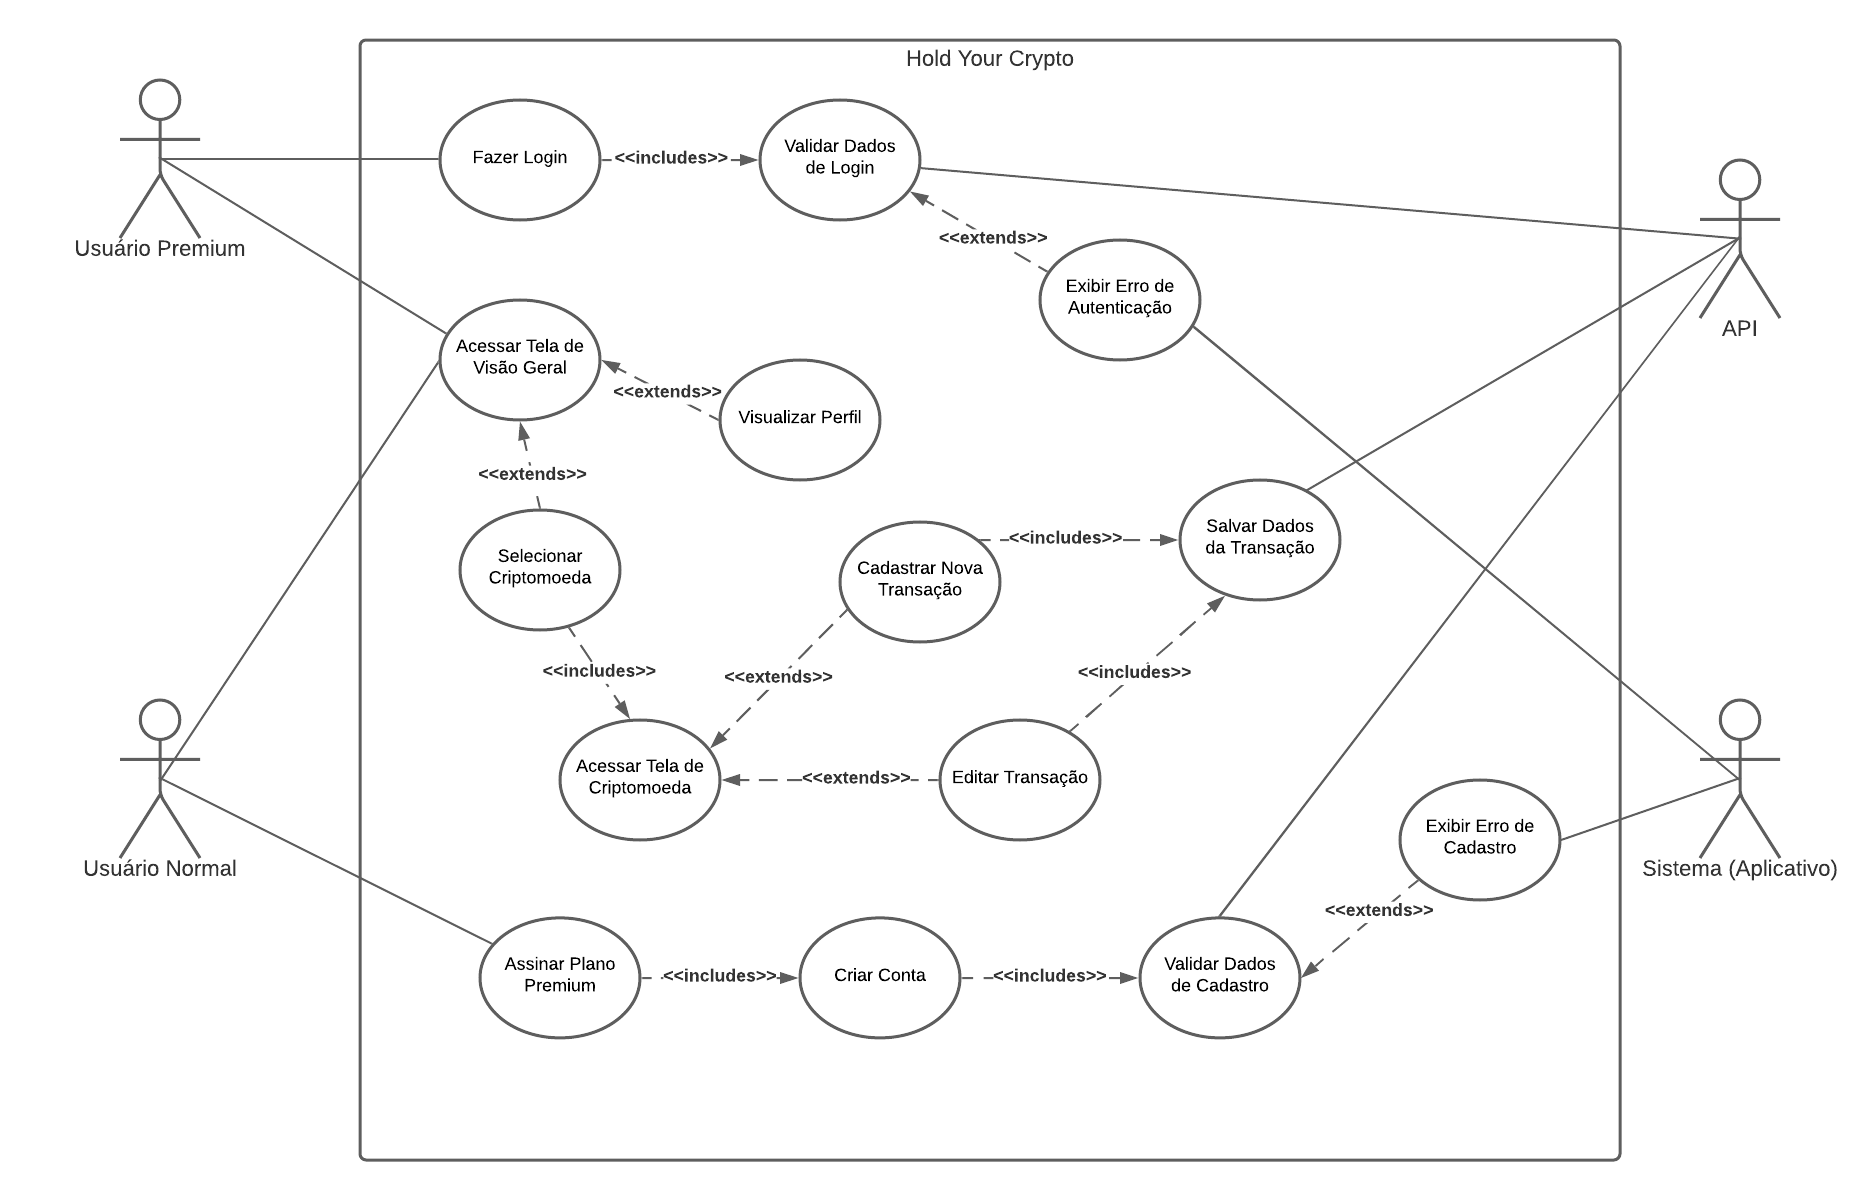 Hold Your Crypto
Usuário Premium
Fazer Login
<<includes>>
Validar Dados
de Login
<<extends>>
Exibir Erro de
Autenticação
API
Acessar Tela de
Visão Geral
<<extends>>
Visualizar Perfil
<<extends>>
Selecionar
Criptomoeda
Cadastrar Nova
Transação
<<includes>>
Salvar Dados
da Transação
<<includes>>
<<extends>>
<<includes>>
Acessar Tela de
Criptomoeda
<<extends>>
Editar Transação
Usuário Normal
Exibir Erro de
Cadastro
Sistema (Aplicativo)
<<extends>>
Assinar Plano
Premium
<<includes>>
Criar Conta
<<includes>>
Validar Dados
de Cadastro